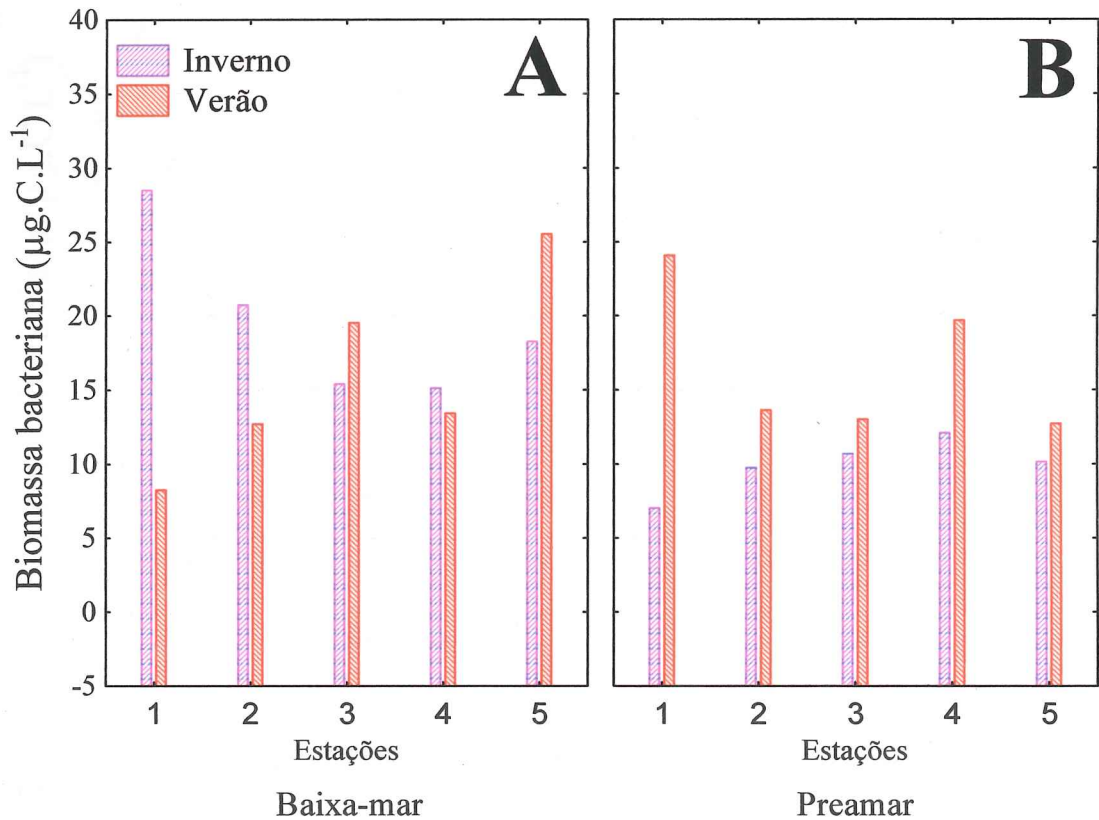 Biomassa bacteriana (µg.C.L⁻¹)
40
35
30
25
20
15
10
5
0
-5
Inverno
Verão
A
B
1 2 3 4 5
1 2 3 4 5
Estações
Estações
Baixa-mar
Preamar